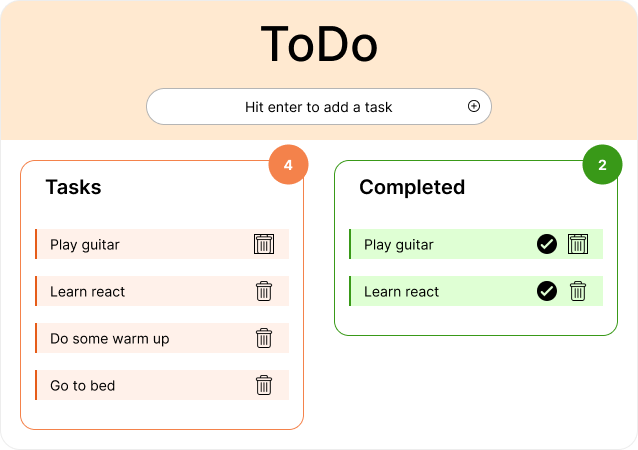 ToDo
Hit enter to add a task
4
Tasks
Play guitar
Learn react
Do some warm up
Go to bed
2
Completed
Play guitar
Learn react